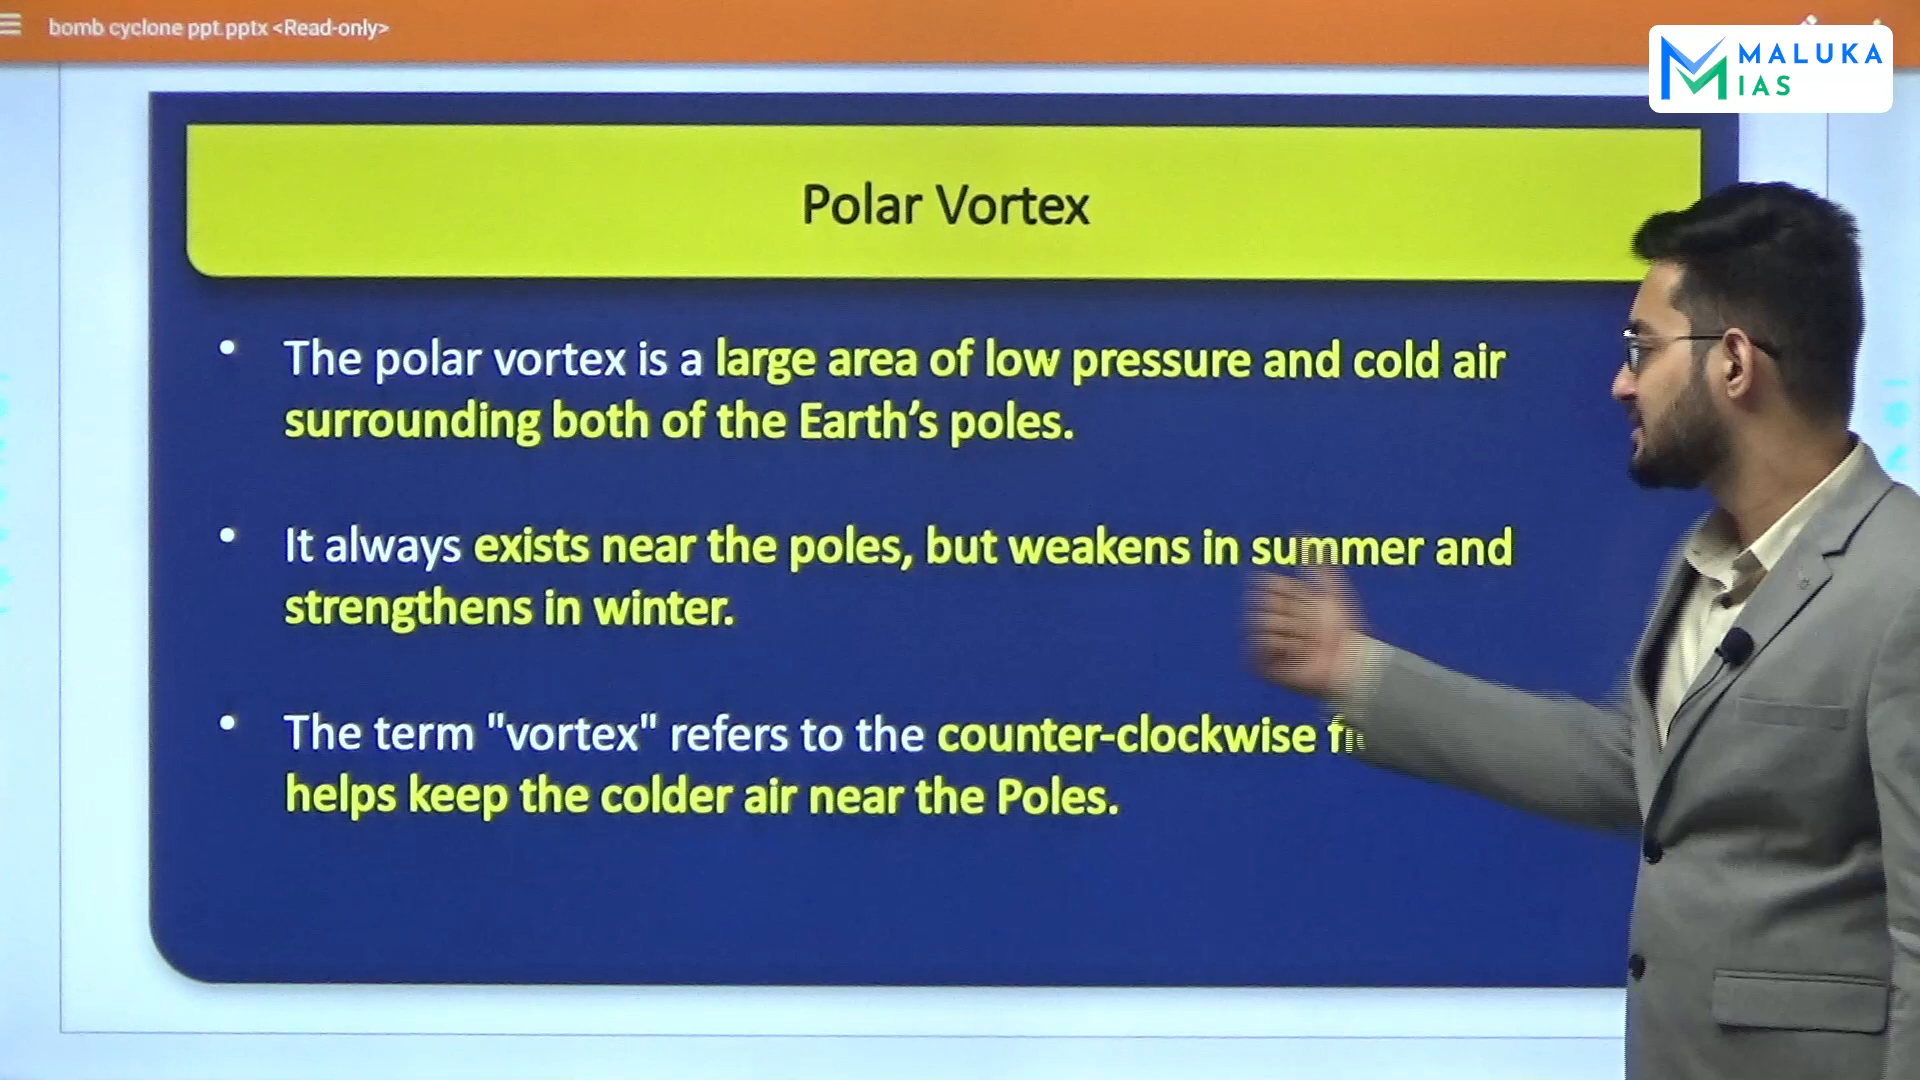 bomb cyclone ppt.pptx <Read-only>
MALUKA
IAS
Polar Vortex
• The polar vortex is a large area of low pressure and cold air
surrounding both of the Earth’s poles.
• It always exists near the poles, but weakens in summer and
strengthens in winter.
• The term "vortex" refers to the counter-clockwise
helps keep the colder air near the Poles.